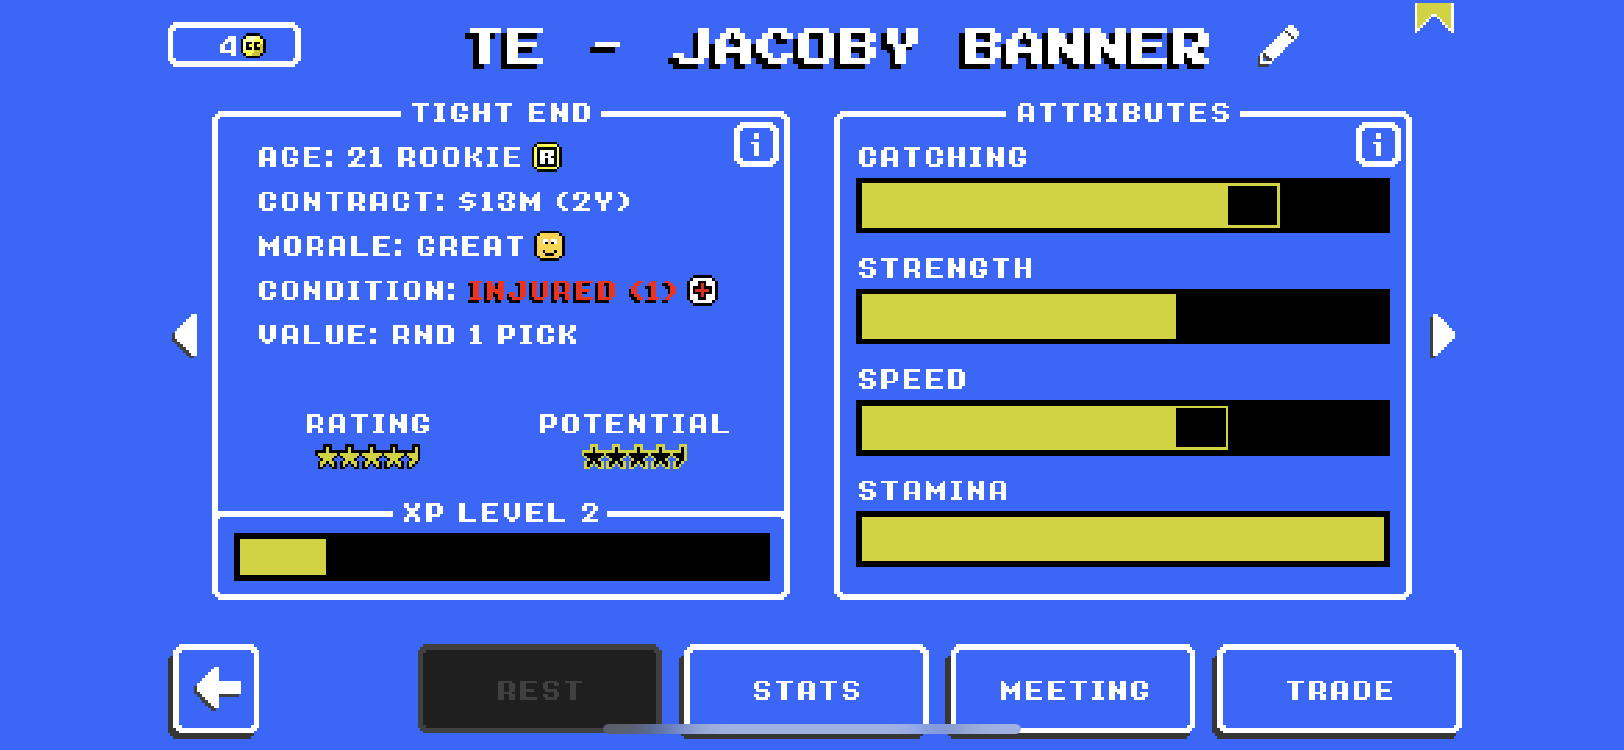 4
TE - JACOBY BANNER
TIGHT END
AGE: 21 ROOKIE R
CONTRACT: $13M (2Y)
MORALE: GREAT
CONDITION: INJURED (1)
VALUE: RND 1 PICK
RATING
POTENTIAL
XP LEVEL 2
ATTRIBUTES
i
i
CATCHING
STRENGTH
SPEED
STAMINA
REST
STATS
MEETING
TRADE